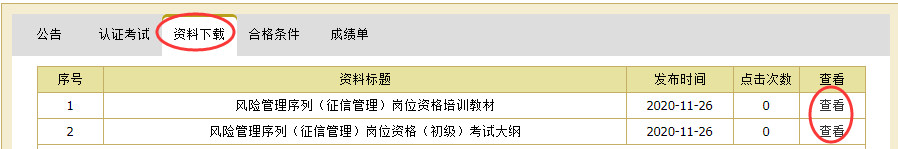 公告 认证考试 资料下载 合格条件 成绩单
序号 资料标题 发布时间 点击次数 查看
1 风险管理序列（征信管理）岗位资格培训教材 2020-11-26 0 查看
2 风险管理序列（征信管理）岗位资格（初级）考试大纲 2020-11-26 0 查看